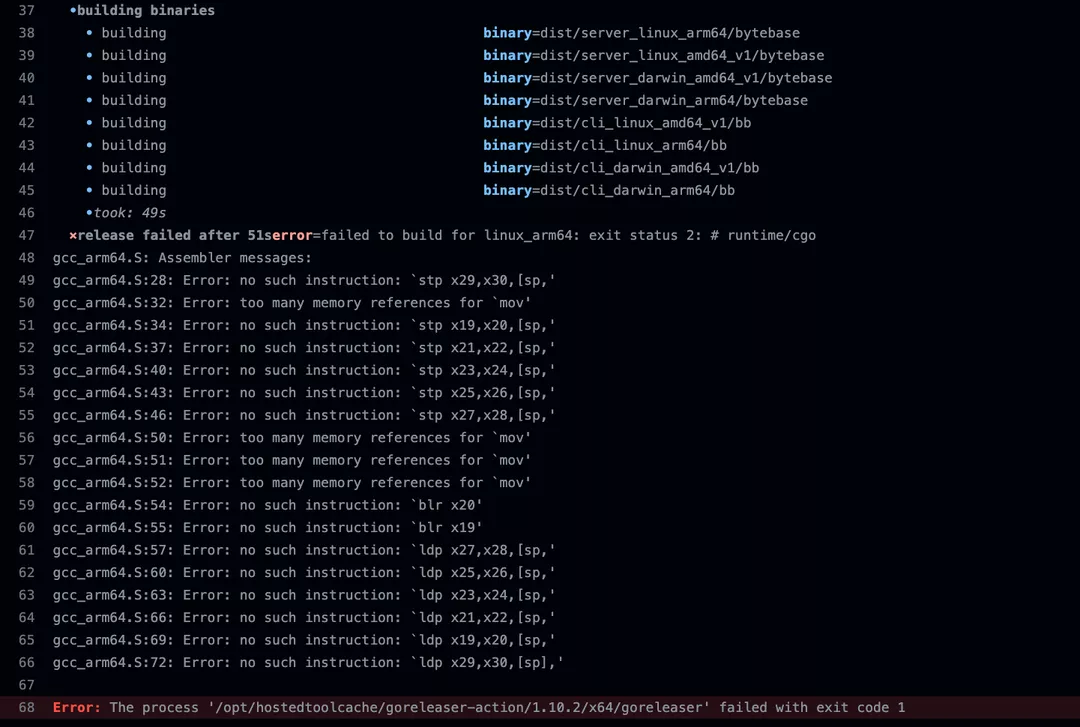 37 •building binaries
38 • building binary=dist/server_linux_arm64/bytebase
39 • building binary=dist/server_linux_amd64_v1/bytebase
40 • building binary=dist/server_darwin_amd64_v1/bytebase
41 • building binary=dist/server_darwin_arm64/bytebase
42 • building binary=dist/cli_linux_amd64_v1/bb
43 • building binary=dist/cli_linux_arm64/bb
44 • building binary=dist/cli_darwin_amd64_v1/bb
45 • building binary=dist/cli_darwin_arm64/bb
46 •took: 49s
47 ×release failed after 51serror=failed to build for linux_arm64: exit status 2: # runtime/cgo
48 gcc_arm64.S: Assembler messages:
49 gcc_arm64.S:28: Error: no such instruction: `stp x29,x30,[sp,'
50 gcc_arm64.S:32: Error: too many memory references for `mov'
51 gcc_arm64.S:34: Error: no such instruction: `stp x19,x20,[sp,'
52 gcc_arm64.S:37: Error: no such instruction: `stp x21,x22,[sp,'
53 gcc_arm64.S:40: Error: no such instruction: `stp x23,x24,[sp,'
54 gcc_arm64.S:43: Error: no such instruction: `stp x25,x26,[sp,'
55 gcc_arm64.S:46: Error: no such instruction: `stp x27,x28,[sp,'
56 gcc_arm64.S:50: Error: too many memory references for `mov'
57 gcc_arm64.S:51: Error: too many memory references for `mov'
58 gcc_arm64.S:52: Error: too many memory references for `mov'
59 gcc_arm64.S:54: Error: no such instruction: `blr x20'
60 gcc_arm64.S:55: Error: no such instruction: `blr x19'
61 gcc_arm64.S:57: Error: no such instruction: `ldp x27,x28,[sp,'
62 gcc_arm64.S:60: Error: no such instruction: `ldp x25,x26,[sp,'
63 gcc_arm64.S:63: Error: no such instruction: `ldp x23,x24,[sp,'
64 gcc_arm64.S:66: Error: no such instruction: `ldp x21,x22,[sp,'
65 gcc_arm64.S:69: Error: no such instruction: `ldp x19,x20,[sp,'
66 gcc_arm64.S:72: Error: no such instruction: `ldp x29,x30,[sp],'
67
68 Error: The process '/opt/hostedtoolcache/goreleaser-action/1.10.2/x64/goreleaser' failed with exit code 1